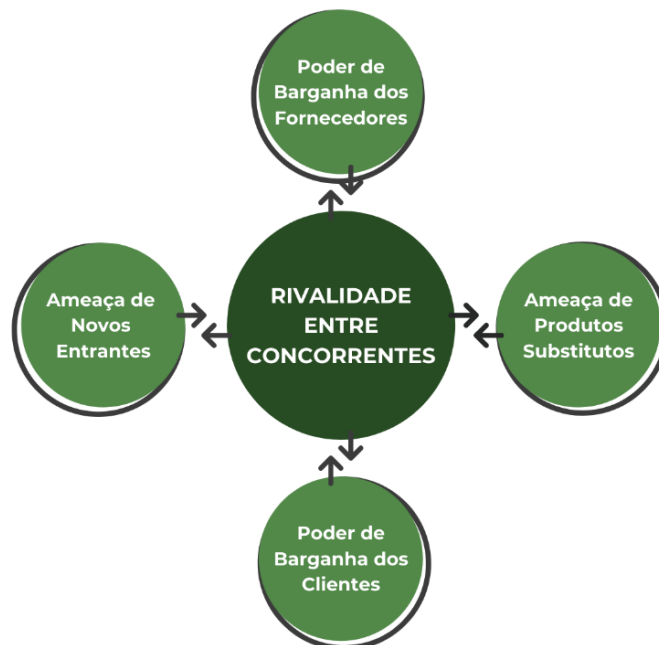 Poder de
Barganha dos
Fornecedores
Ameaça de
Novos
Entrantes
RIVALIDADE
ENTRE
CONCORRENTES
Ameaça de
Produtos
Substitutos
Poder de
Barganha dos
Clientes